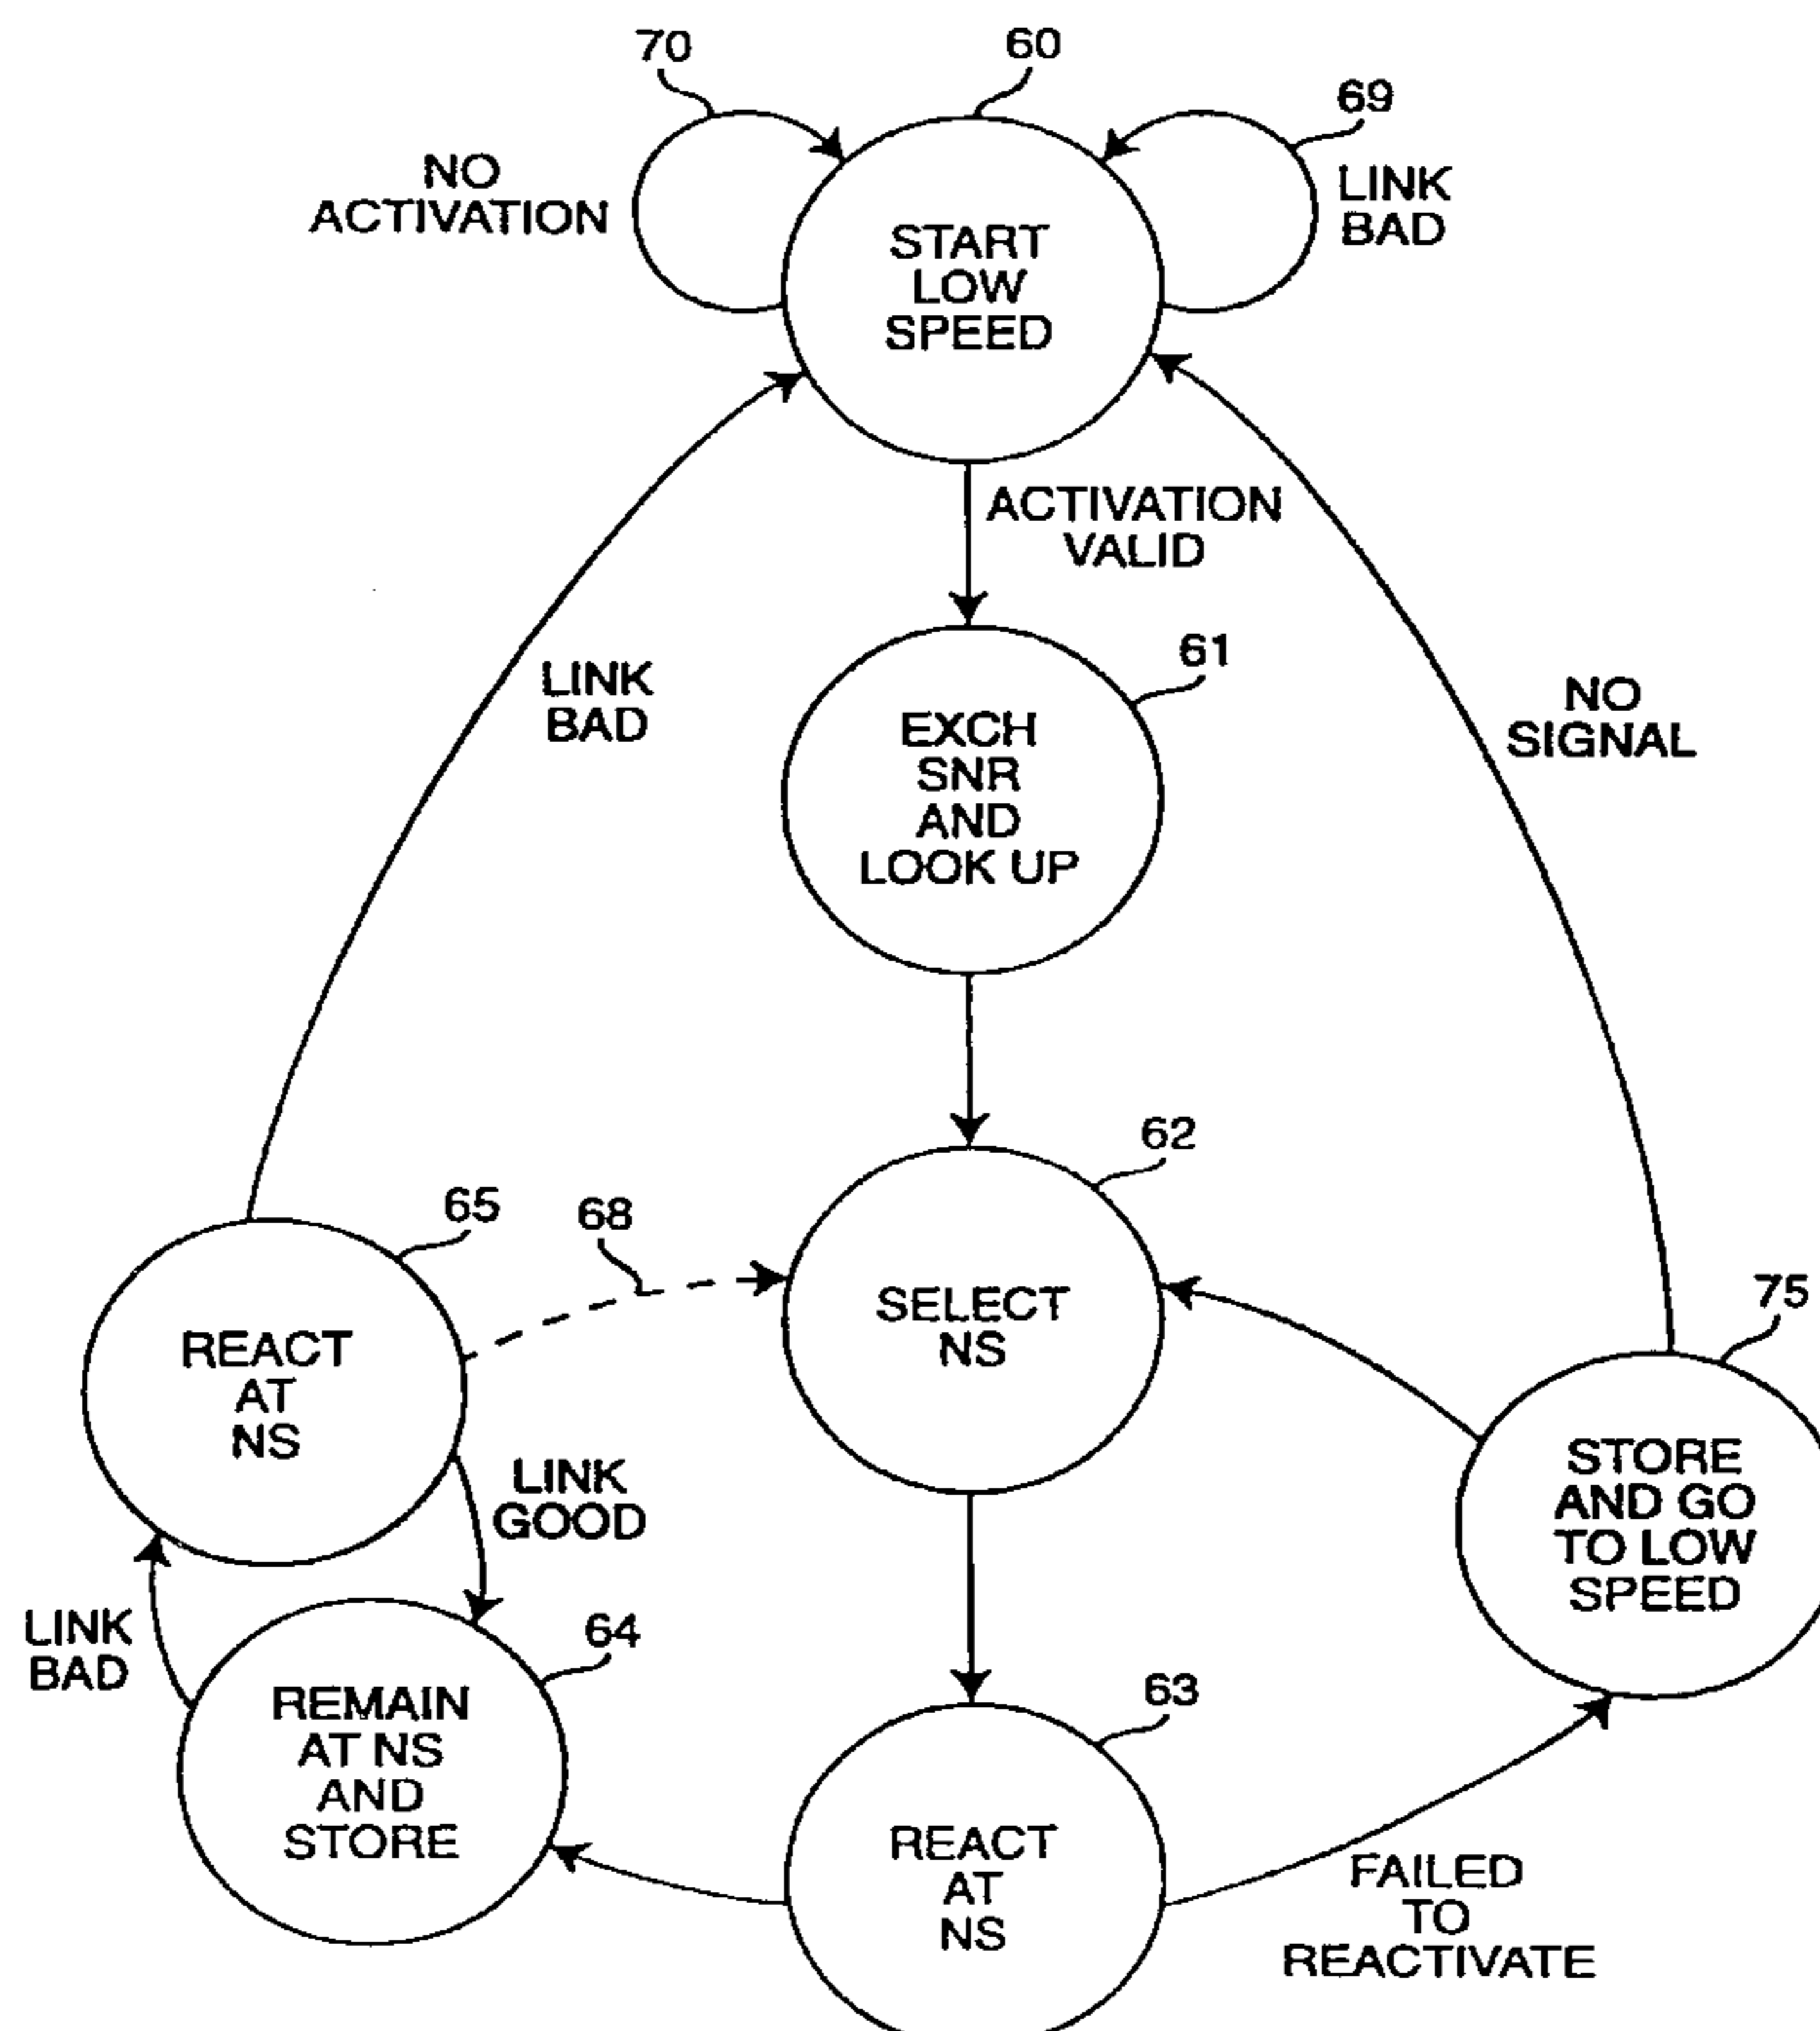 70
60
69
NO
ACTIVATION
LINK
BAD
START
LOW
SPEED
ACTIVATION
VALID
61
LINK
BAD
NO
SIGNAL
EXCH
SNR
AND
LOOK UP
62
65
68
75
SELECT
NS
REACT
AT
NS
STORE
AND GO
TO LOW
SPEED
LINK
GOOD
LINK
BAD
64
63
REMAIN
AT NS
AND
STORE
REACT
AT
NS
FAILED
TO
REACTIVATE